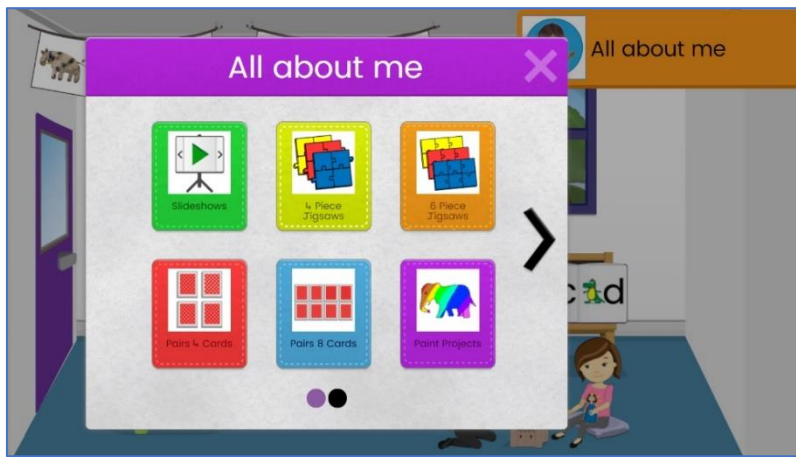 All about me
All about me
Slideshows
4 Piece
Jigsaws
6 Piece
Jigsaws
Pairs 4 Cards
Pairs 8 Cards
Paint Projects
c d